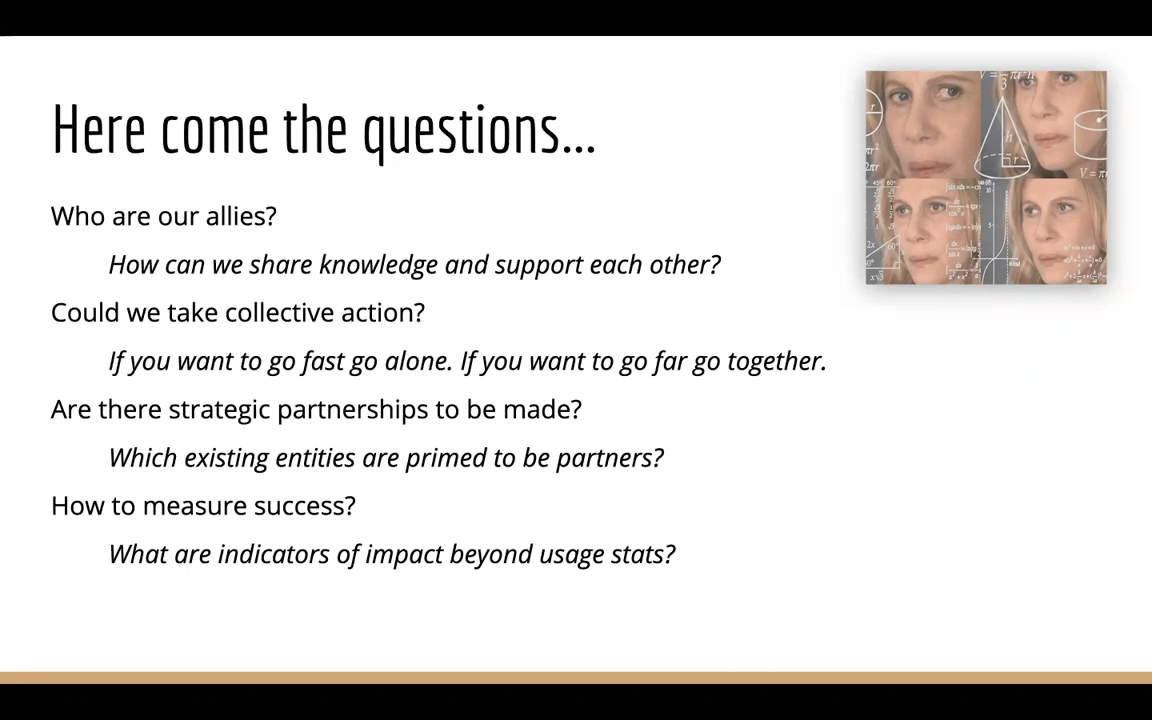 Here come the questions...
Who are our allies?
How can we share knowledge and support each other?
Could we take collective action?
If you want to go fast go alone. If you want to go far go together.
Are there strategic partnerships to be made?
Which existing entities are primed to be partners?
How to measure success?
What are indicators of impact beyond usage stats?